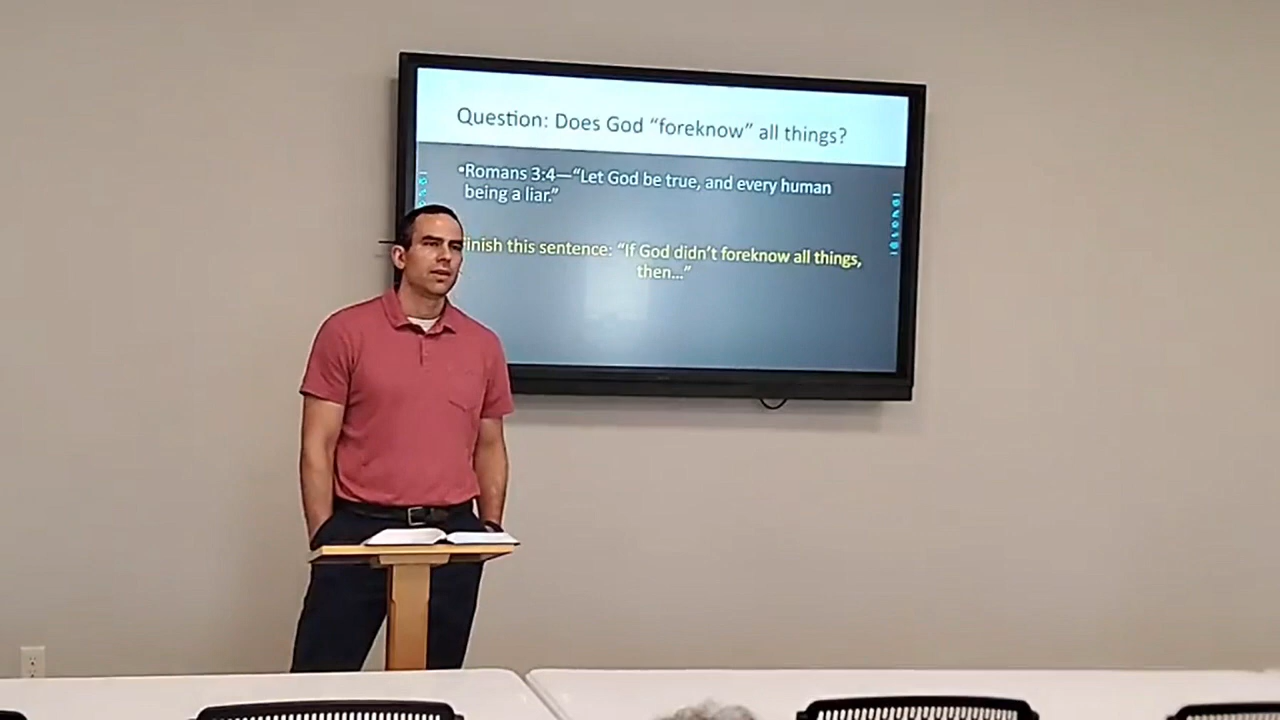 Question: Does God “foreknow” all things?
•Romans 3:4—“Let God be true, and every human
being a liar.”
inish this sentence: “If God didn’t foreknow all things,
then…”